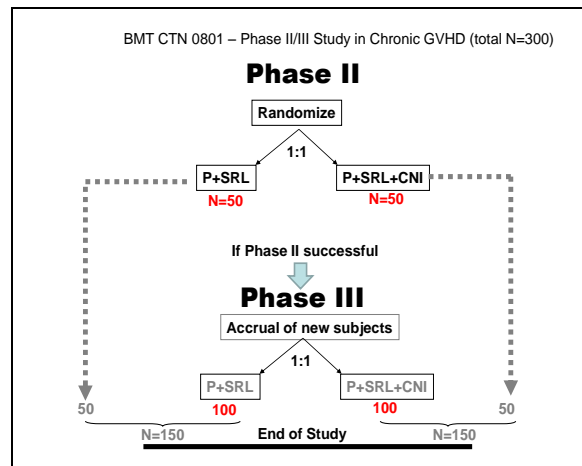 BMT CTN 0801 – Phase II/III Study in Chronic GVHD (total N=300)
Phase II
Randomize
1:1
P+SRL P+SRL+CNI
N=50 N=50
If Phase II successful
Phase III
Accrual of new subjects
1:1
P+SRL P+SRL+CNI
50 100 100 50
N=150 End of Study N=150